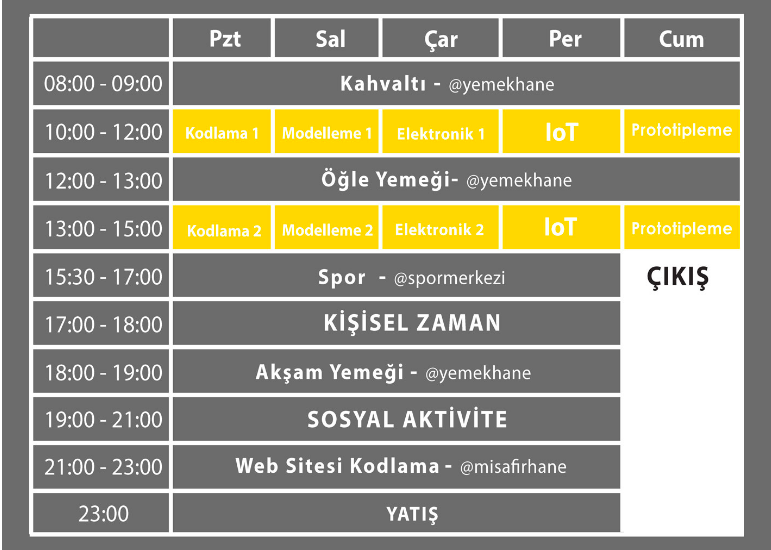 Pzt Sal Çar Per Cum
08:00 - 09:00 Kahvaltı - @yemekhane
10:00 - 12:00 Kodlama 1 Modelleme 1 Elektronik 1 IoT Prototipleme
12:00 - 13:00 Öğle Yemeği- @yemekhane
13:00 - 15:00 Kodlama 2 Modelleme 2 Elektronik 2 IoT Prototipleme
15:30 - 17:00 Spor - @spormerkezi ÇIKIŞ
17:00 - 18:00 KİŞİSEL ZAMAN
18:00 - 19:00 Akşam Yemeği - @yemekhane
19:00 - 21:00 SOSYAL AKTİVİTE
21:00 - 23:00 Web Sitesi Kodlama - @misafirhane
23:00 YATIŞ